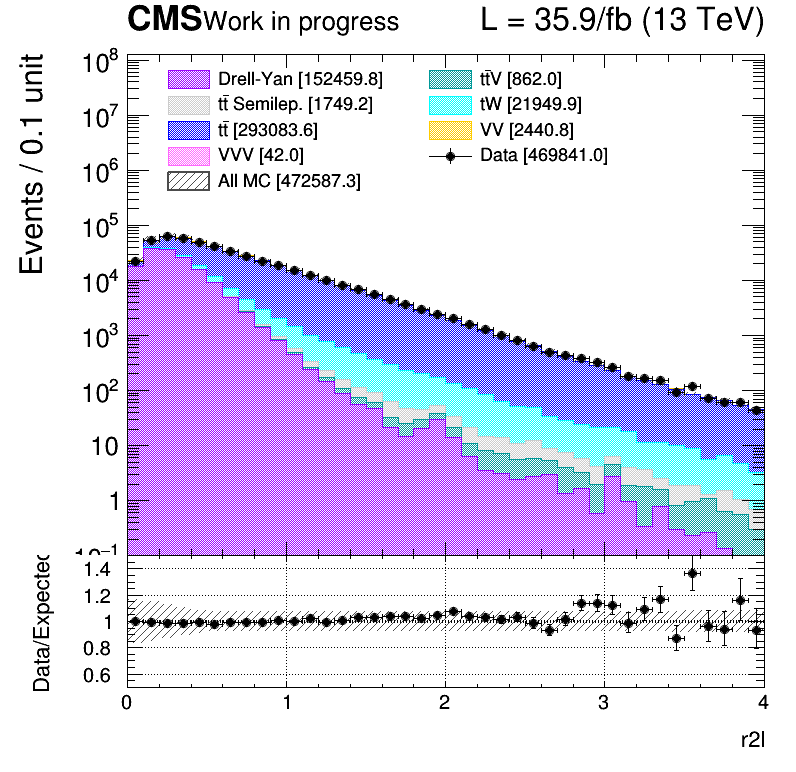 CMS Work in progress L = 35.9/fb (13 TeV)
Events / 0.1 unit
10⁸
10⁷
10⁶
10⁵
10⁴
10³
10²
10
1
10⁻¹
Drell-Yan [152459.8]
tt̄ Semilep. [1749.2]
tt̄ [293083.6]
VVV [42.0]
All MC [472587.3]
tt̄V [862.0]
tW [21949.9]
VV [2440.8]
Data [469841.0]
Data/Expected
1.4
1.2
1
0.8
0.6
0 1 2 3 4
r2l